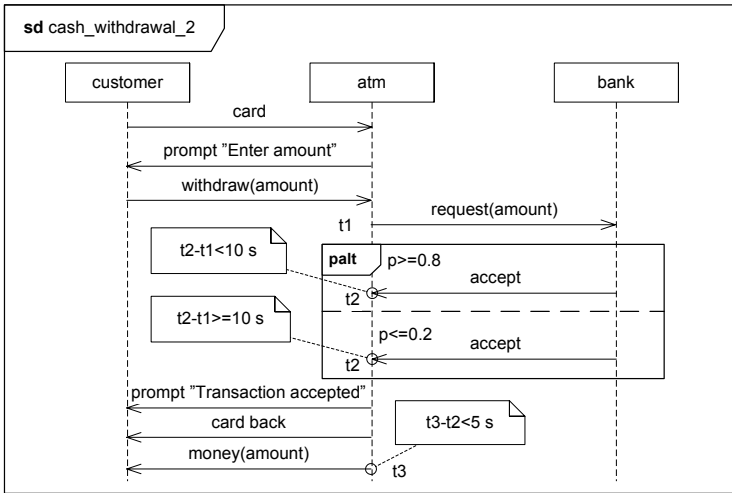 sd cash_withdrawal_2
customer
atm
bank
card
prompt ”Enter amount”
withdraw(amount)
t1
request(amount)
t2-t1<10 s
palt
p>=0.8
accept
t2
t2-t1>=10 s
p<=0.2
accept
t2
prompt ”Transaction accepted”
card back
t3-t2<5 s
money(amount)
t3